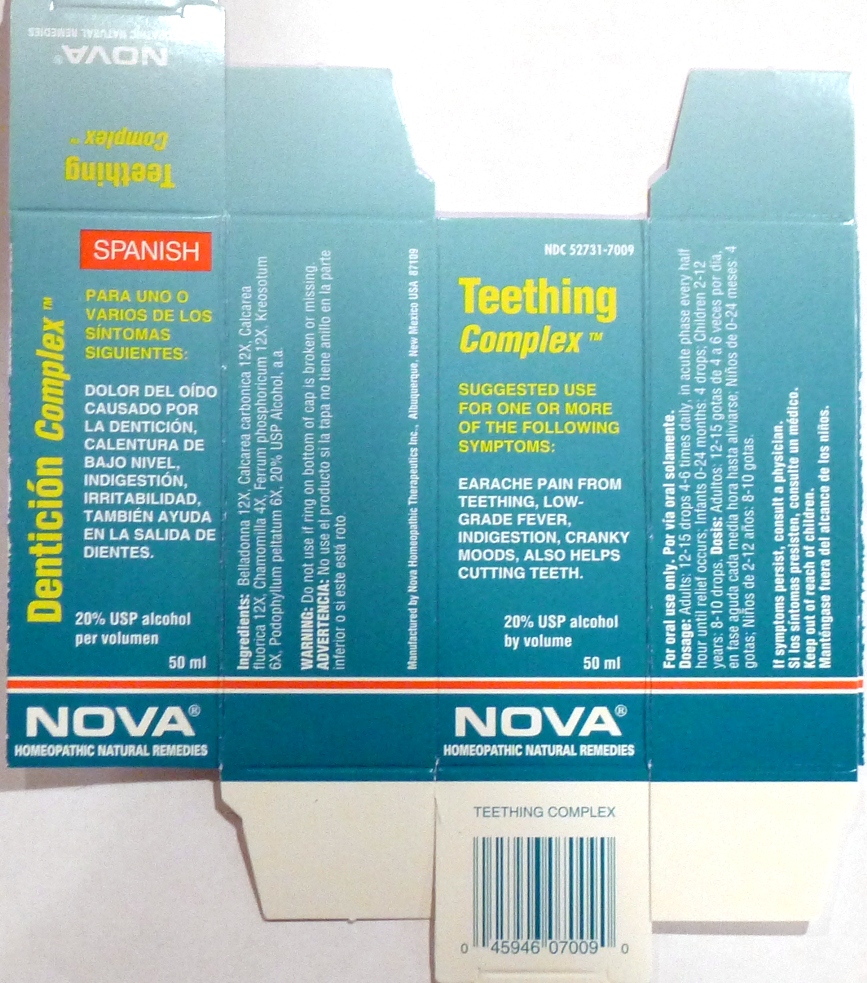 NOVA®
HOMEOPATHIC NATURAL REMEDIES
Teething
Complex™
SPANISH
Dentición Complex™
PARA UNO O
VARIOS DE LOS
SÍNTOMAS
SIGUIENTES:
DOLOR DEL OÍDO
CAUSADO POR
LA DENTICIÓN,
CALENTURA DE
BAJO NIVEL,
INDIGESTIÓN,
IRRITABILIDAD,
TAMBIÉN AYUDA
EN LA SALIDA DE
DIENTES.
20% USP alcohol
per volumen
50 ml
NOVA®
HOMEOPATHIC NATURAL REMEDIES
Ingredients: Belladonna 12X, Calcarea carbonica 12X, Calcarea
fluorica 12X, Chamomilla 4X, Ferrum phosphoricum 12X, Kreosotum
6X, Podophyllum peltatum 6X, 20% USP Alcohol, a.a.
WARNING: Do not use if ring on bottom of cap is broken or missing.
ADVERTENCIA: No use el producto si la tapa no tiene anillo en la parte
inferior o si este está roto.
Manufactured by Nova Homeopathic Therapeutics Inc., Albuquerque, New Mexico USA 87109
NDC 52731-7009
Teething
Complex™
SUGGESTED USE
FOR ONE OR MORE
OF THE FOLLOWING
SYMPTOMS:
EARACHE PAIN FROM
TEETHING, LOW-
GRADE FEVER,
INDIGESTION, CRANKY
MOODS, ALSO HELPS
CUTTING TEETH.
20% USP alcohol
by volume
50 ml
NOVA®
HOMEOPATHIC NATURAL REMEDIES
For oral use only. Por via oral solamente.
Dosage: Adults: 12-15 drops 4-6 times daily, in acute phase every half
hour until relief occurs; Infants 0-24 months: 4 drops; Children 2-12
years: 8-10 drops. Dosis: Adultos: 12-15 gotas de 4 a 6 veces por día,
en fase aguda cada media hora hasta aliviarse; Niños de 0-24 meses: 4
gotas; Niños de 2-12 años: 8-10 gotas.
If symptoms persist, consult a physician.
Si los síntomas presisten, consulte un médico.
Keep out of reach of children.
Manténgase fuera del alcance de los niños.
TEETHING COMPLEX
0 45946 07009 0